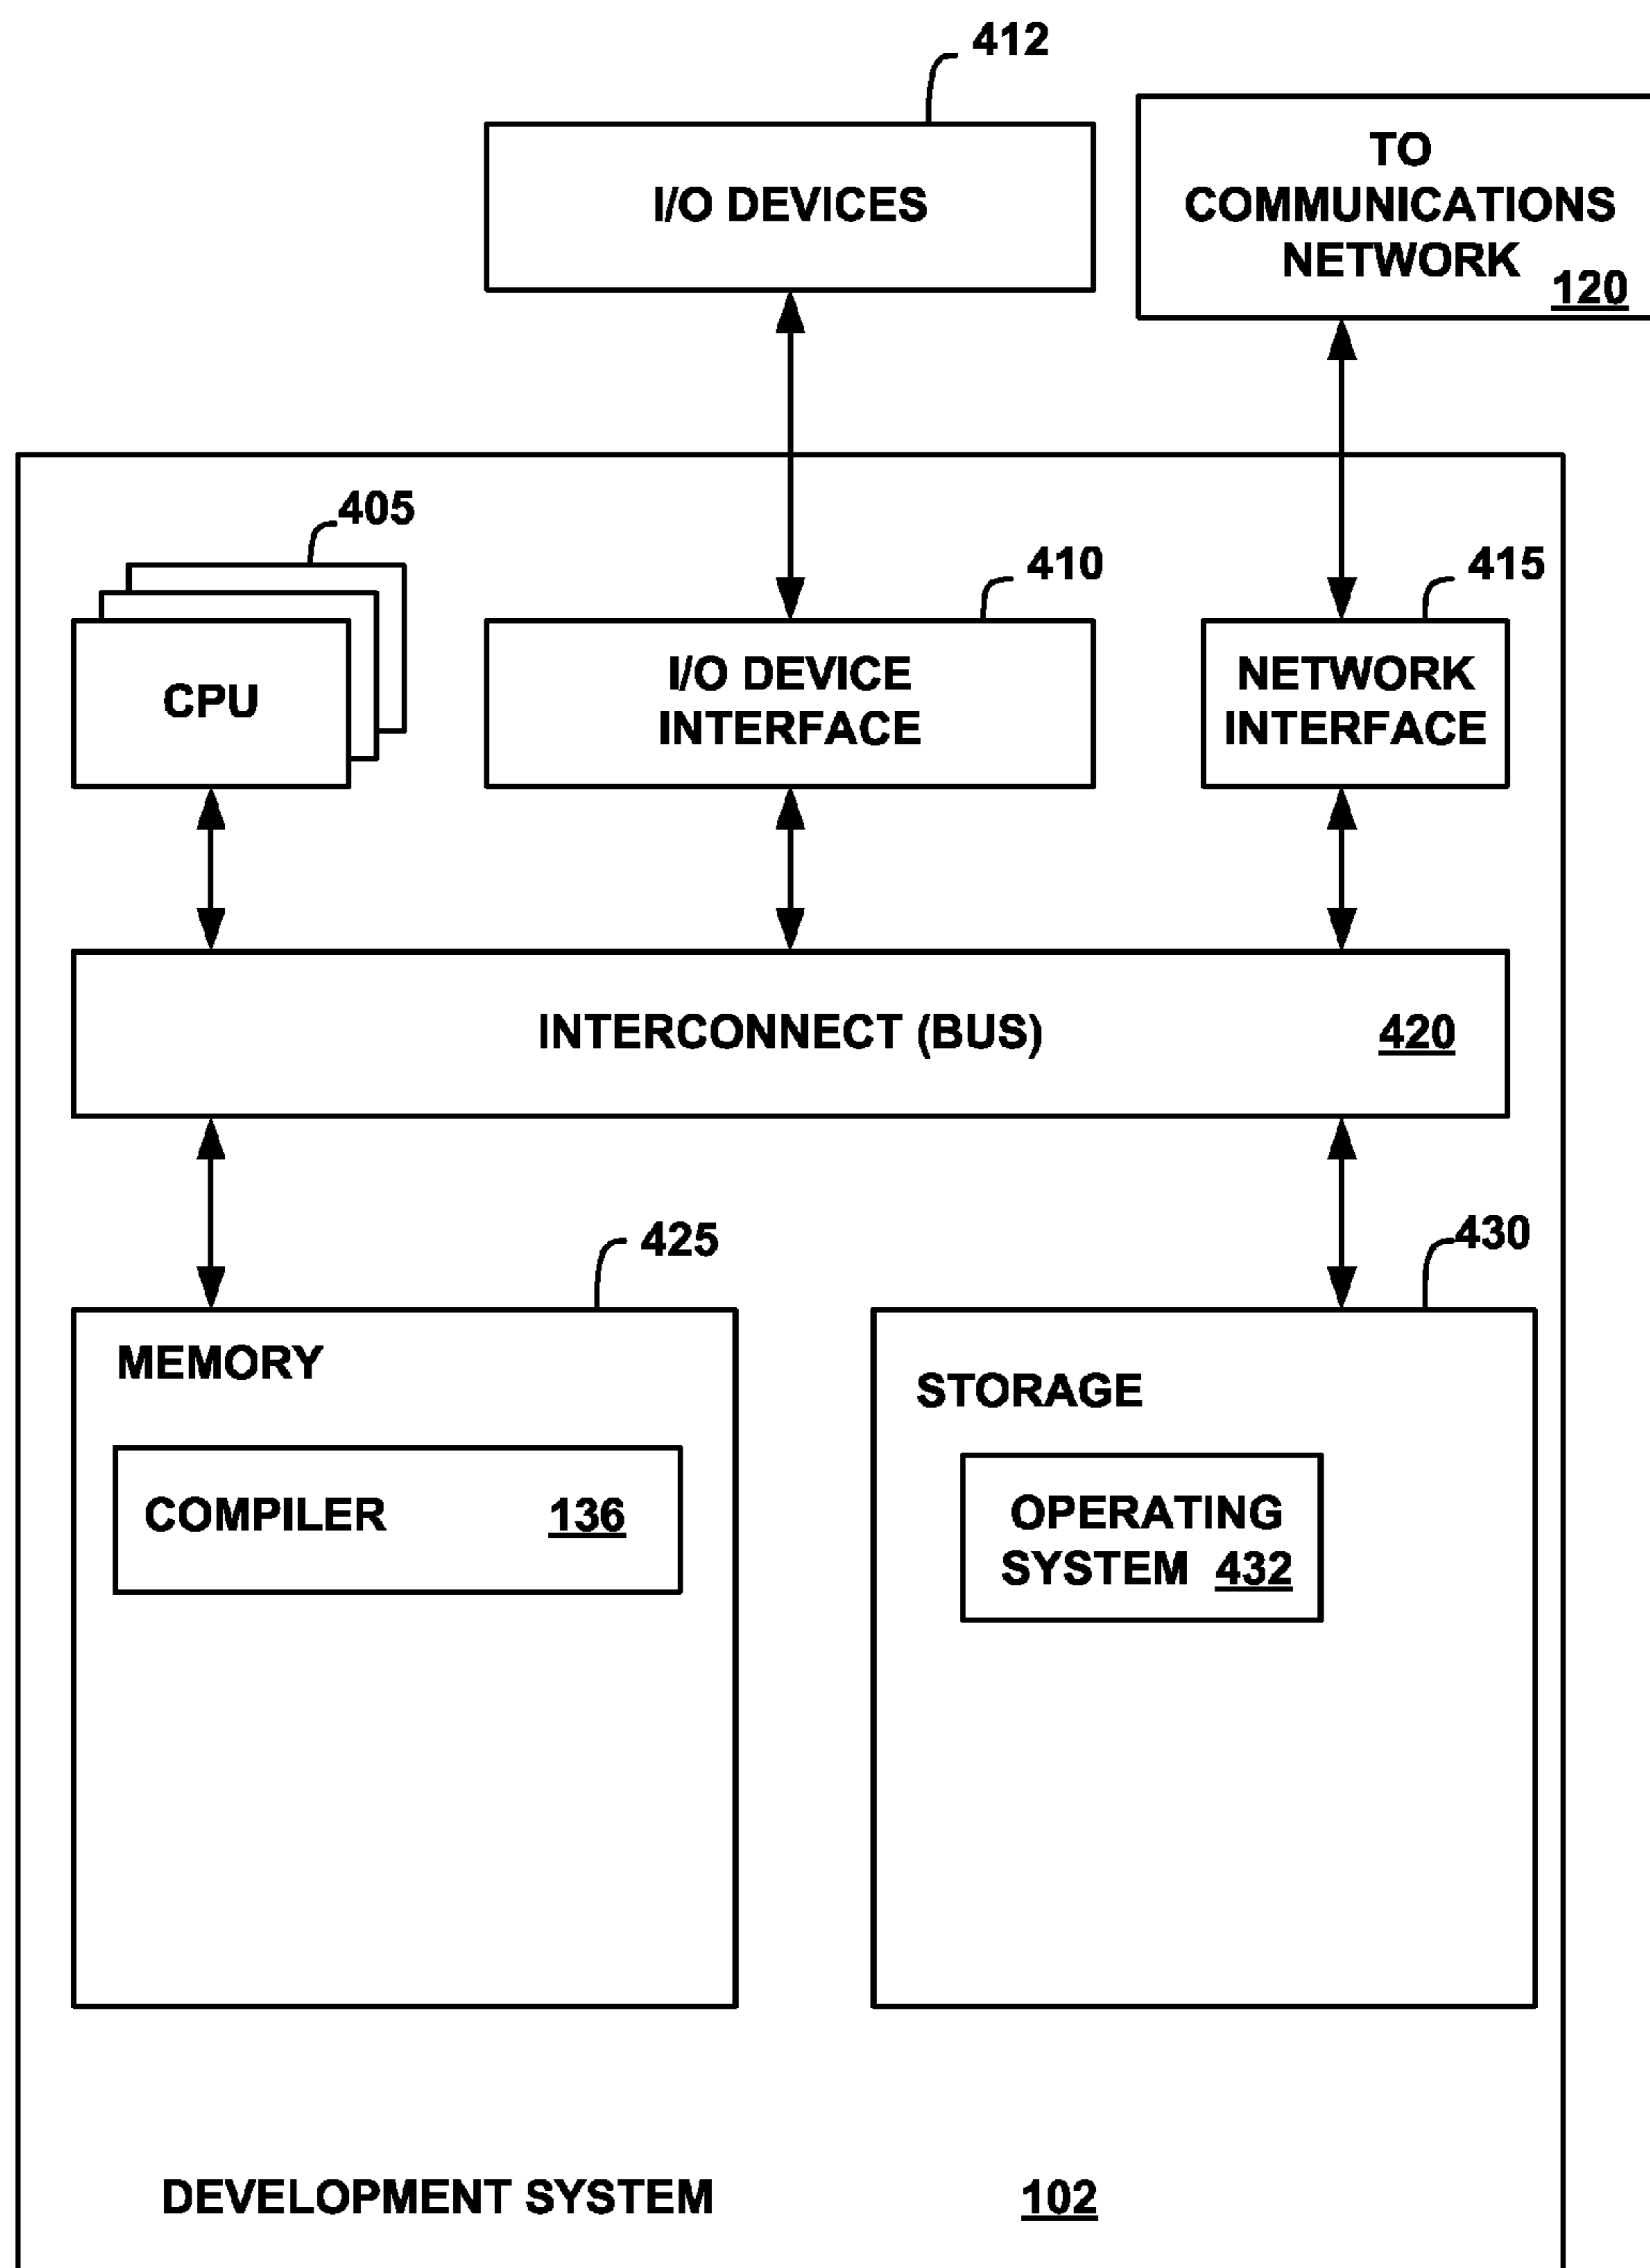 412
I/O DEVICES
TO
COMMUNICATIONS
NETWORK
120
405
410
415
CPU
I/O DEVICE
INTERFACE
NETWORK
INTERFACE
INTERCONNECT (BUS) 420
425
430
MEMORY
COMPILER 136
STORAGE
OPERATING
SYSTEM 432
DEVELOPMENT SYSTEM 102